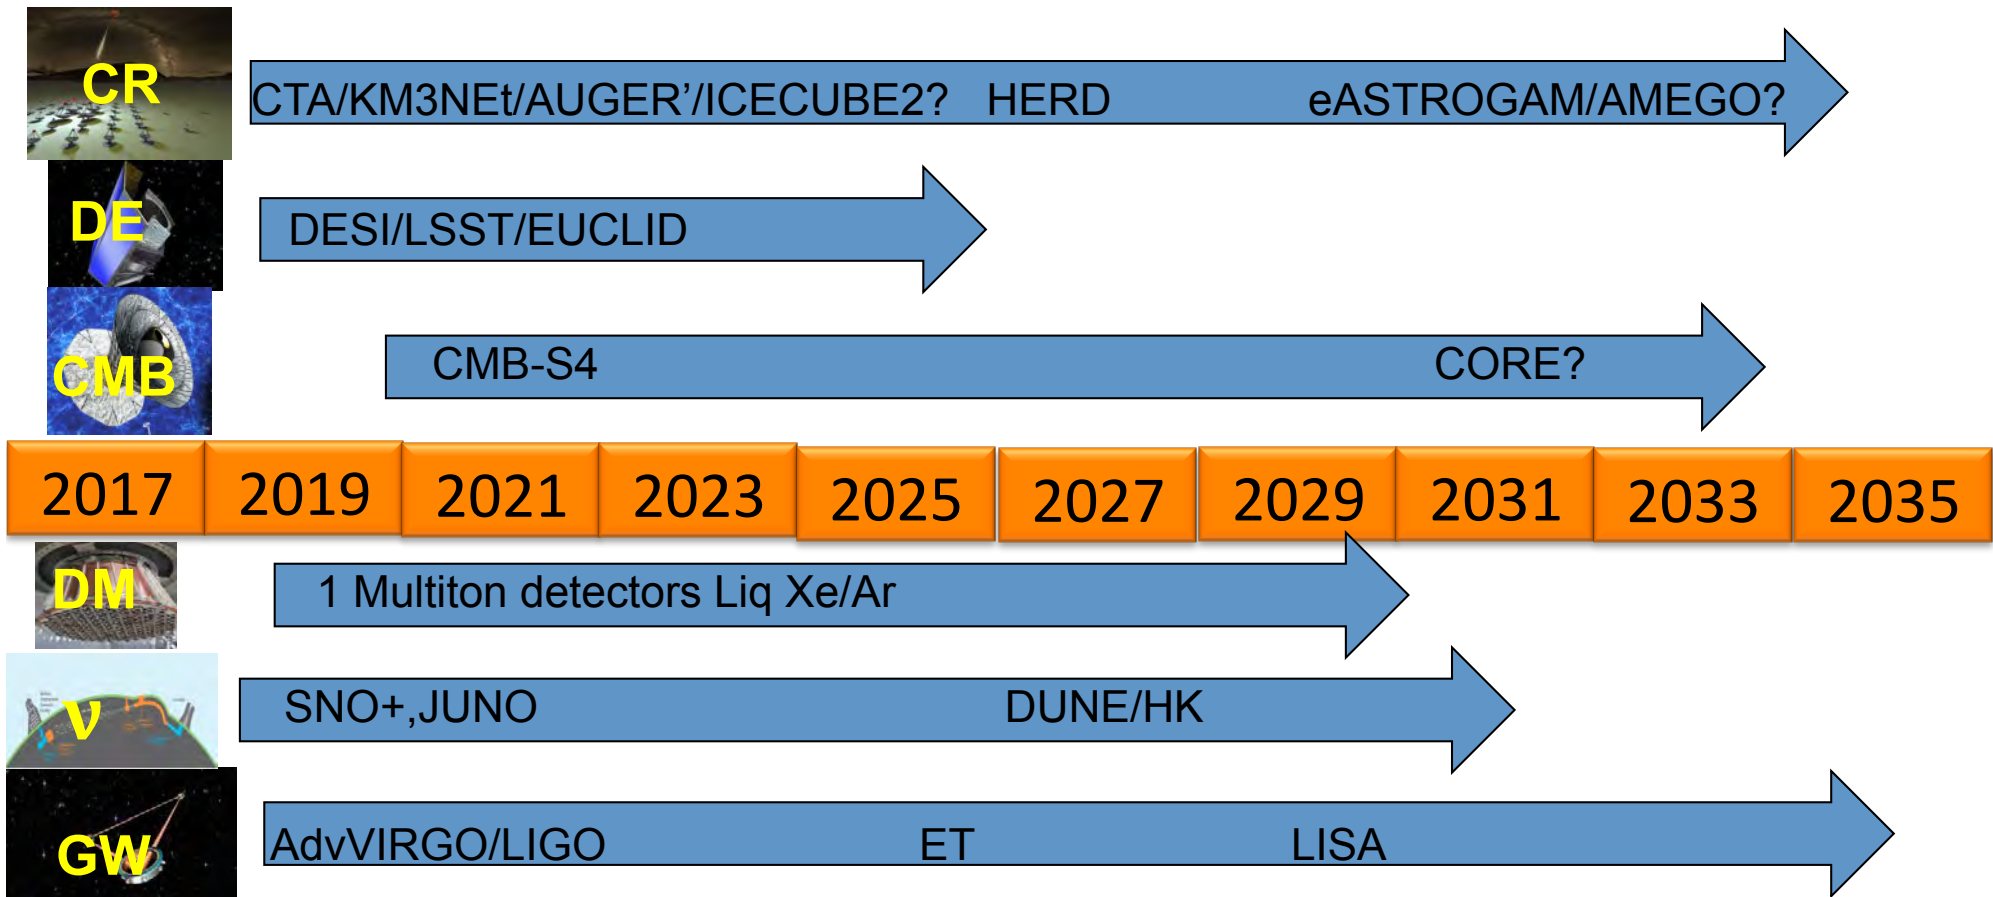 CR
CTA/KM3NEt/AUGER’/ICECUBE2? HERD eASTROGAM/AMEGO?
DE
DESI/LSST/EUCLID
CMB
CMB-S4 CORE?
2017 2019 2021 2023 2025 2027 2029 2031 2033 2035
DM
1 Multiton detectors Liq Xe/Ar
ν
SNO+,JUNO DUNE/HK
GW
AdvVIRGO/LIGO ET LISA